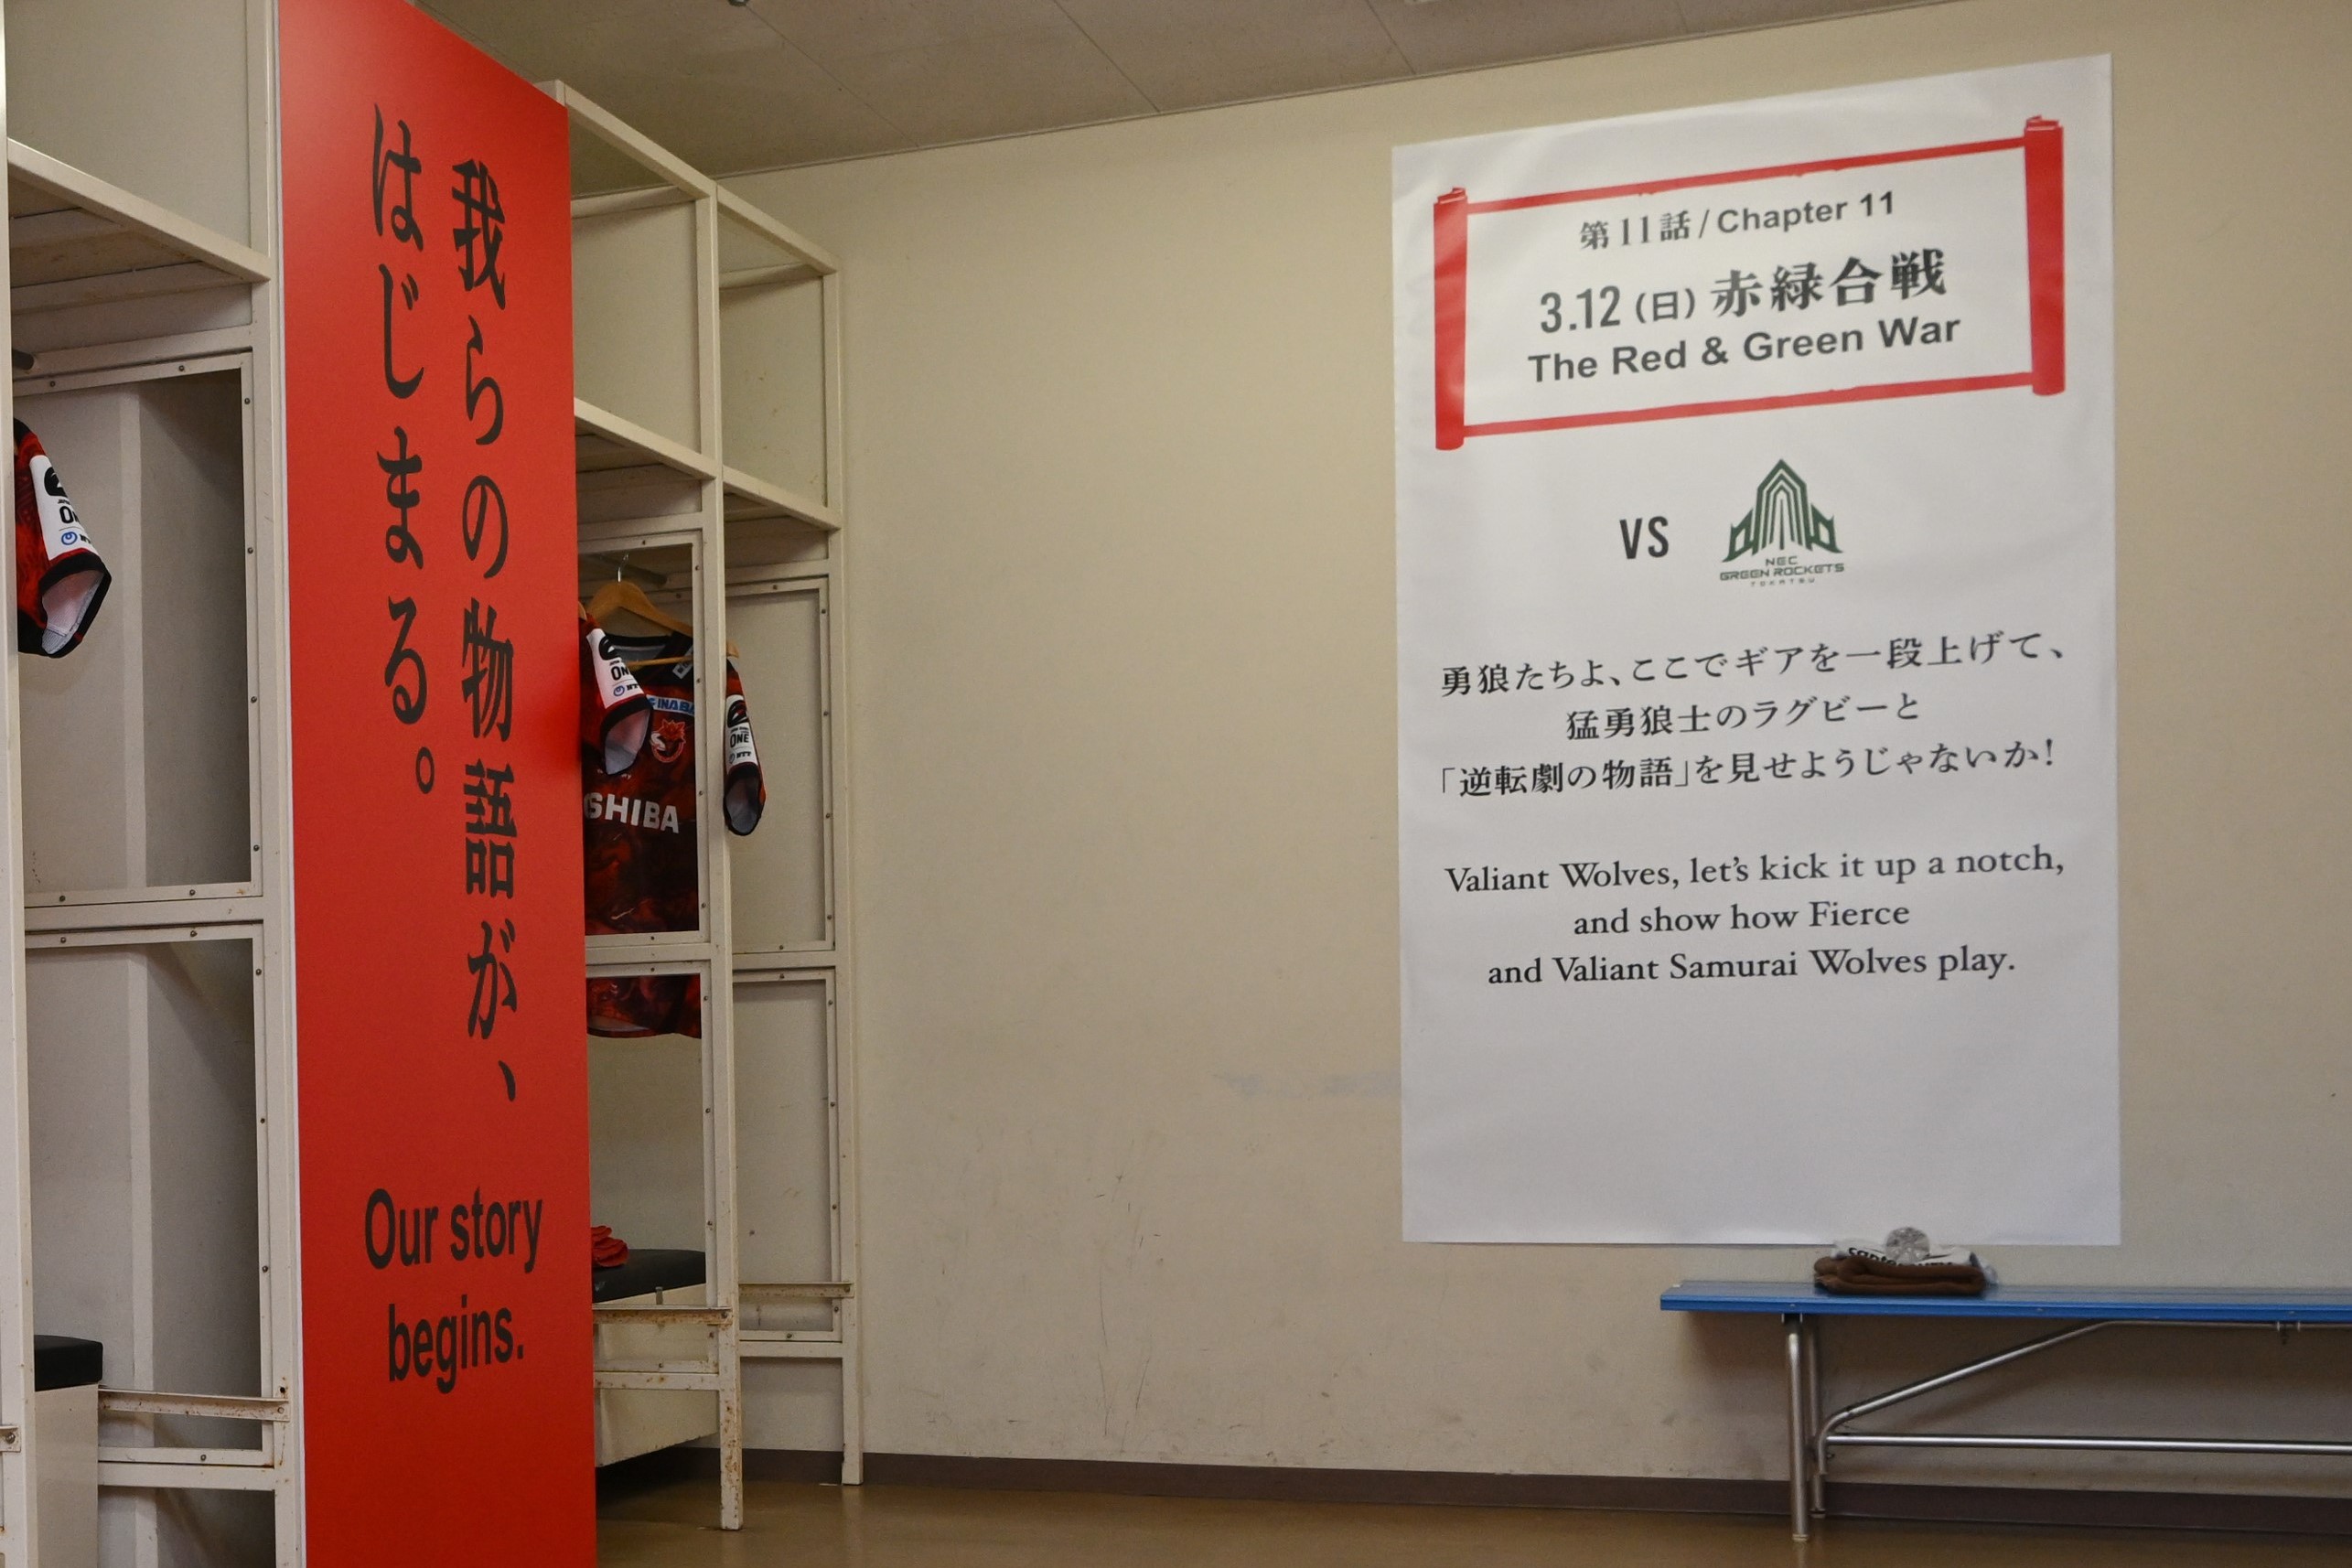 我らの物語が、
はじまる。
Our story
begins.
ONE
INABA
SHIBA
ONE
第11話 / Chapter 11
3.12 (日) 赤緑合戦
The Red & Green War
VS
NEC
GREEN ROCKETS
TOKATSU
勇狼たちよ、ここでギアを一段上げて、
猛勇狼士のラグビーと
「逆転劇の物語」を見せようじゃないか!
Valiant Wolves, let's kick it up a notch,
and show how Fierce
and Valiant Samurai Wolves play.